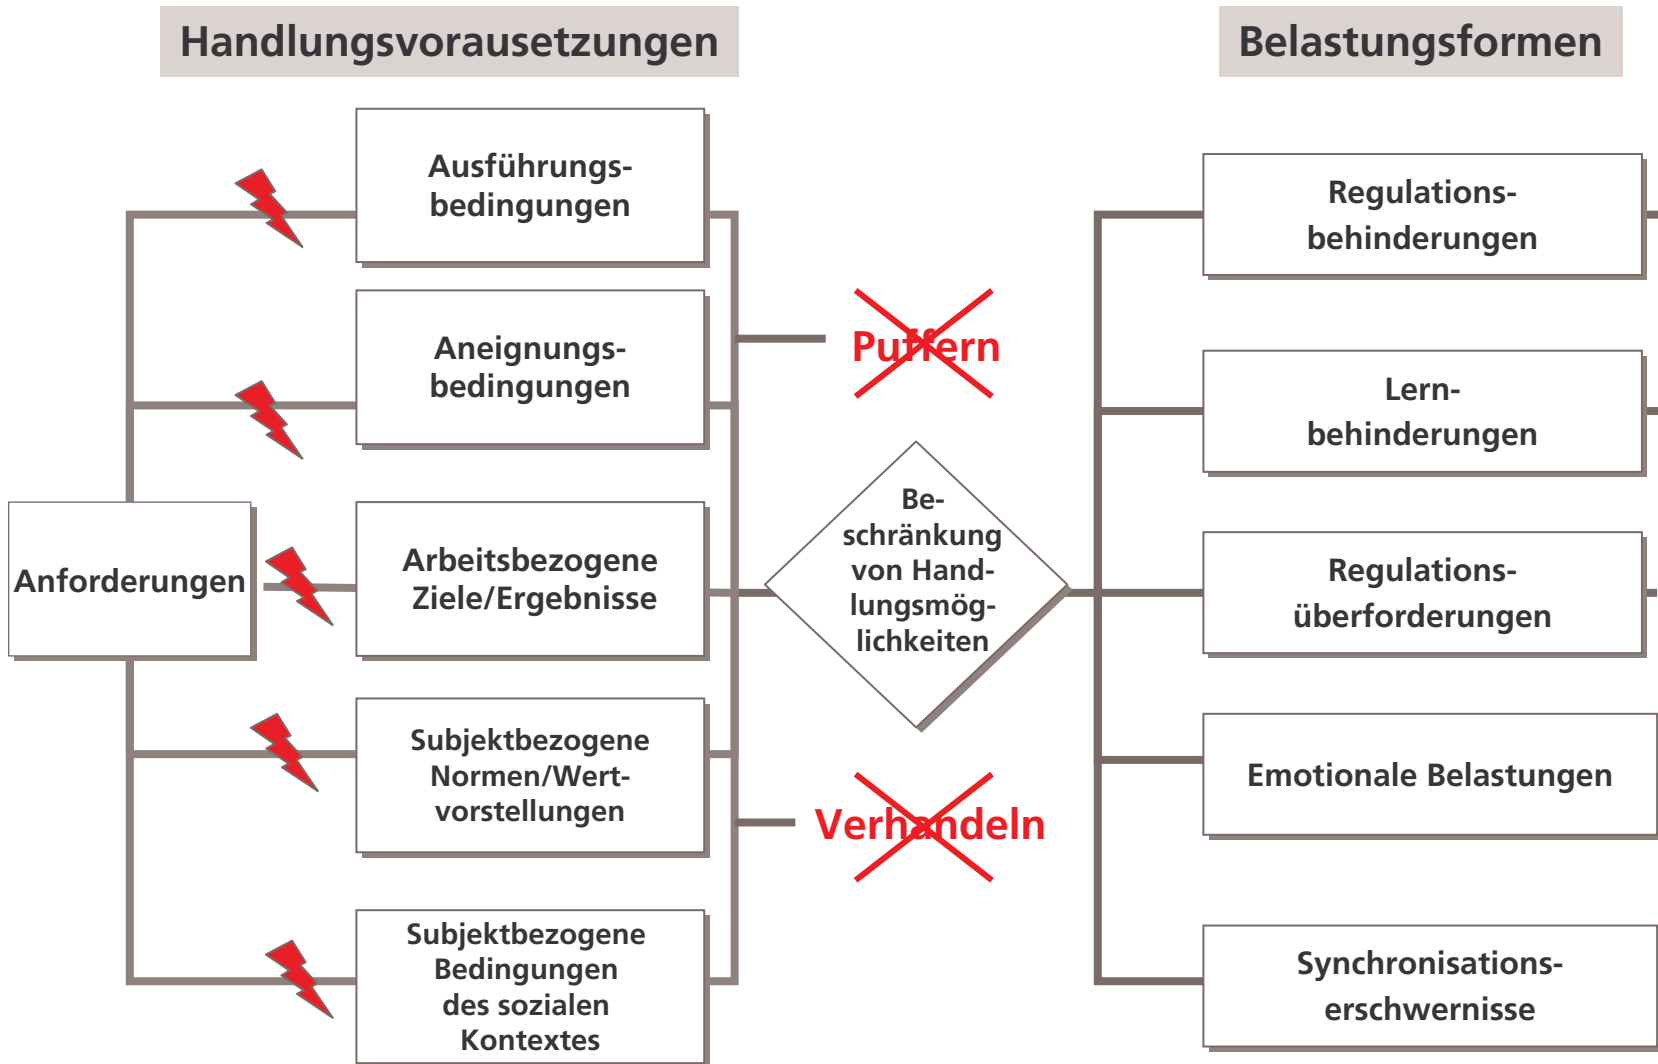 Handlungsvorausetzungen
Belastungsformen
Anforderungen
Ausführungs-
bedingungen
Aneignungs-
bedingungen
Arbeitsbezogene
Ziele/Ergebnisse
Subjektbezogene
Normen/Wert-
vorstellungen
Subjektbezogene
Bedingungen
des sozialen
Kontextes
Puffern
Be-
schränkung
von Hand-
lungsmög-
lichkeiten
Verhandeln
Regulations-
behinderungen
Lern-
behinderungen
Regulations-
überforderungen
Emotionale Belastungen
Synchronisations-
erschwernisse